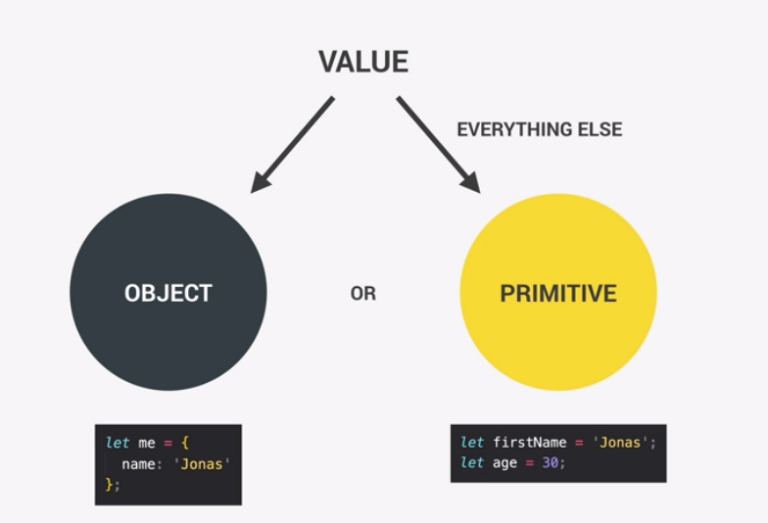 VALUE
EVERYTHING ELSE
OBJECT
OR
PRIMITIVE
let me = {
  name: 'Jonas'
};
let firstName = 'Jonas';
let age = 30;